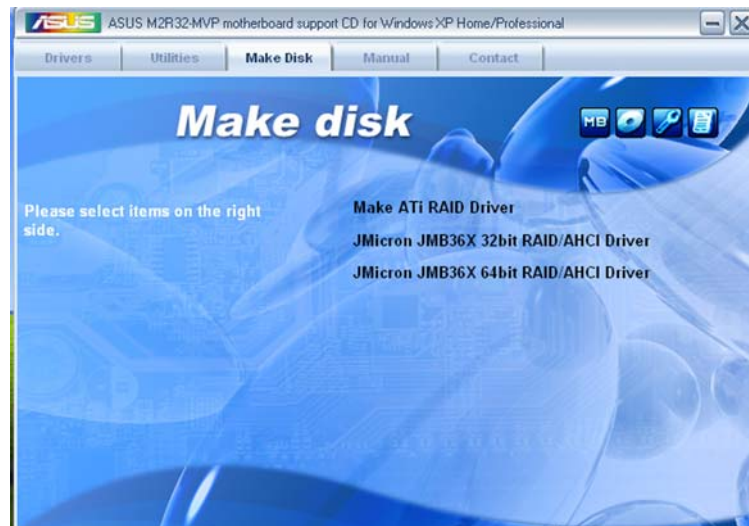 ASUS ASUS M2R32-MVP motherboard support CD for Windows XP Home/Professional
Drivers Utilities Make Disk Manual Contact
Make disk
MB
Please select items on the right
side.
Make ATi RAID Driver
JMicron JMB36X 32bit RAID/AHCI Driver
JMicron JMB36X 64bit RAID/AHCI Driver